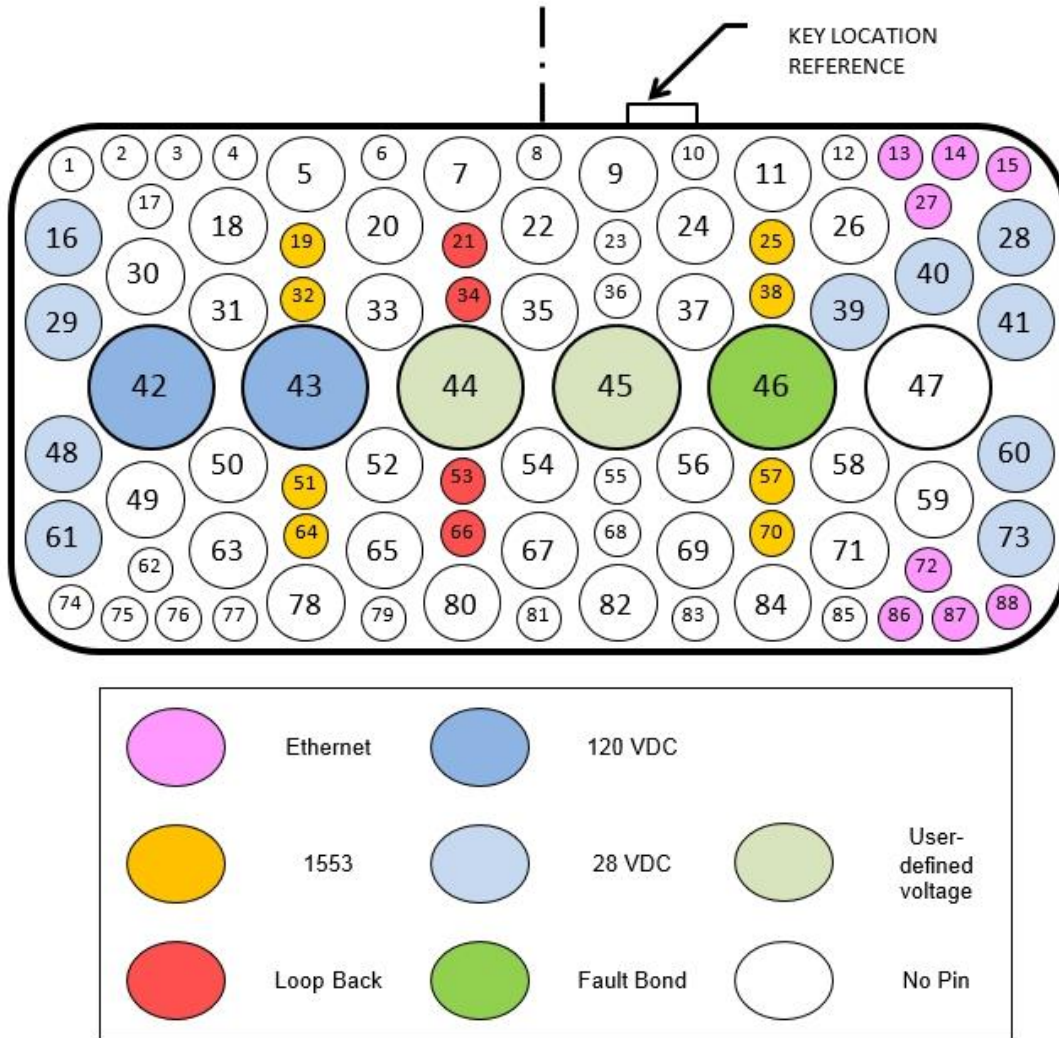 KEY LOCATION
REFERENCE
1 2 3 4 5 6 7 8 9 10 11 12 13 14 15
16 17 18 19 20 21 22 23 24 25 26 27 28
29 30 31 32 33 34 35 36 37 38 39 40 41
42 43 44 45 46 47
48 49 50 51 52 53 54 55 56 57 58 59 60
61 62 63 64 65 66 67 68 69 70 71 72 73
74 75 76 77 78 79 80 81 82 83 84 85 86 87 88
Ethernet 120 VDC
1553 28 VDC User-
defined
voltage
Loop Back Fault Bond No Pin